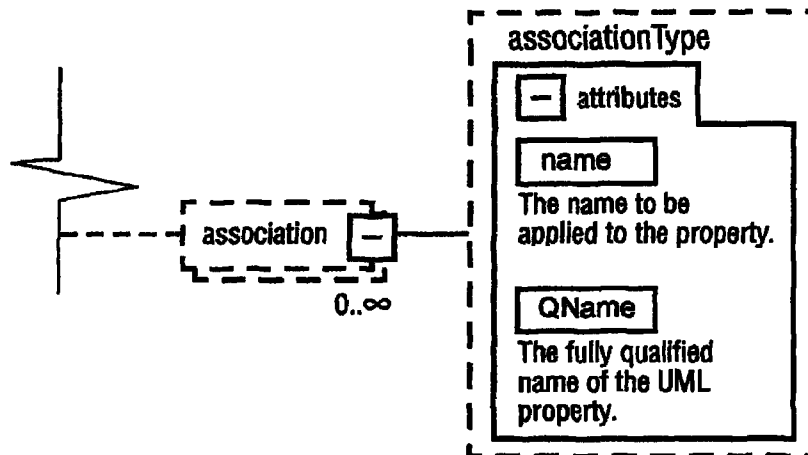 associationType
attributes
name
The name to be
applied to the property.
association
0..∞
QName
The fully qualified
name of the UML
property.